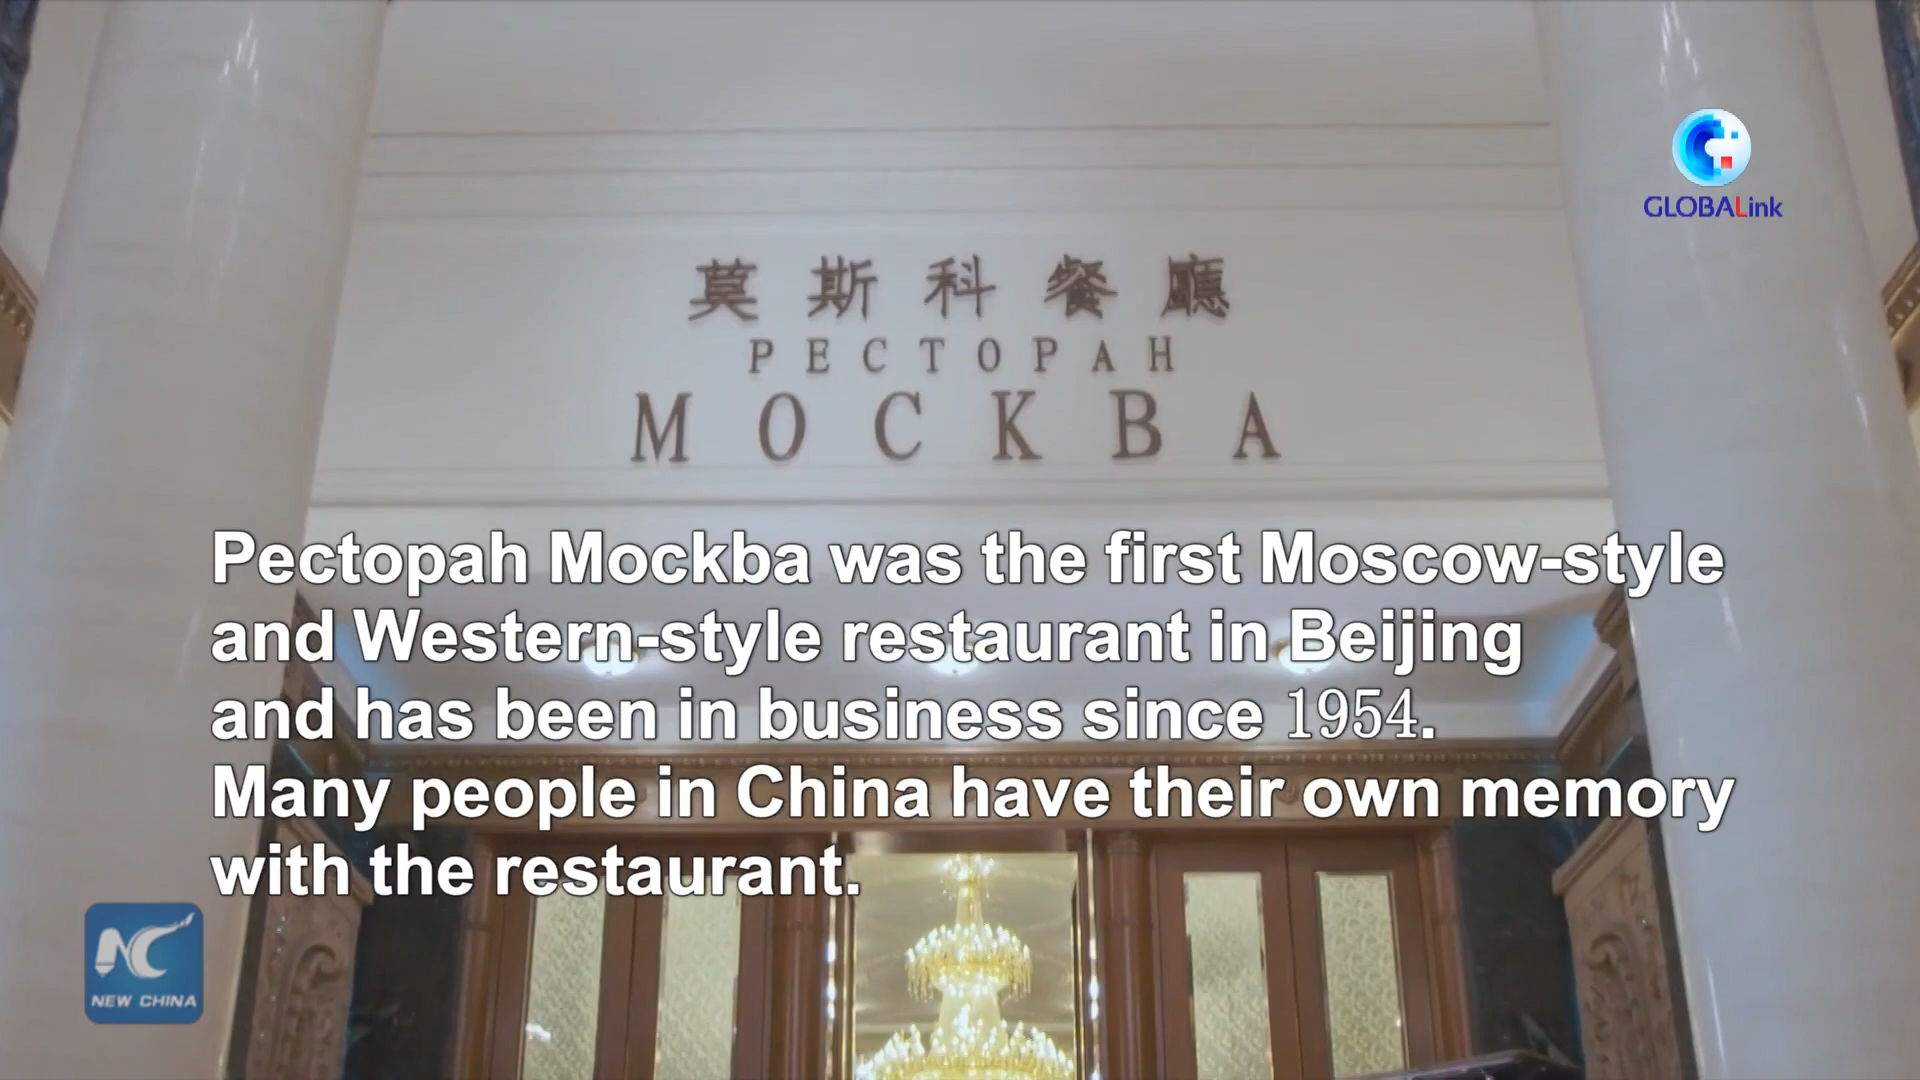 GLOBALink
莫斯科餐廳
РЕСТОРАН
МОСКВА
Pectopah Mockba was the first Moscow-style
and Western-style restaurant in Beijing
and has been in business since 1954.
Many people in China have their own memory
with the restaurant.
NEW CHINA